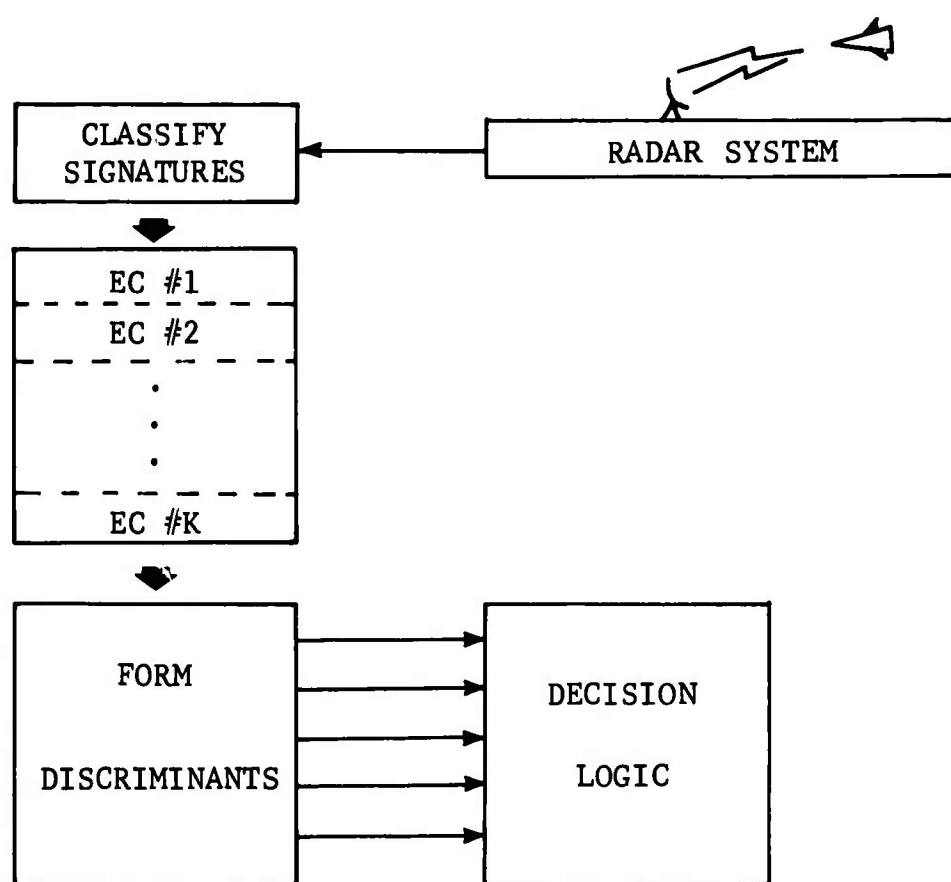 CLASSIFY
SIGNATURES
RADAR SYSTEM
EC #1
EC #2
EC #K
FORM
DISCRIMINANTS
DECISION
LOGIC